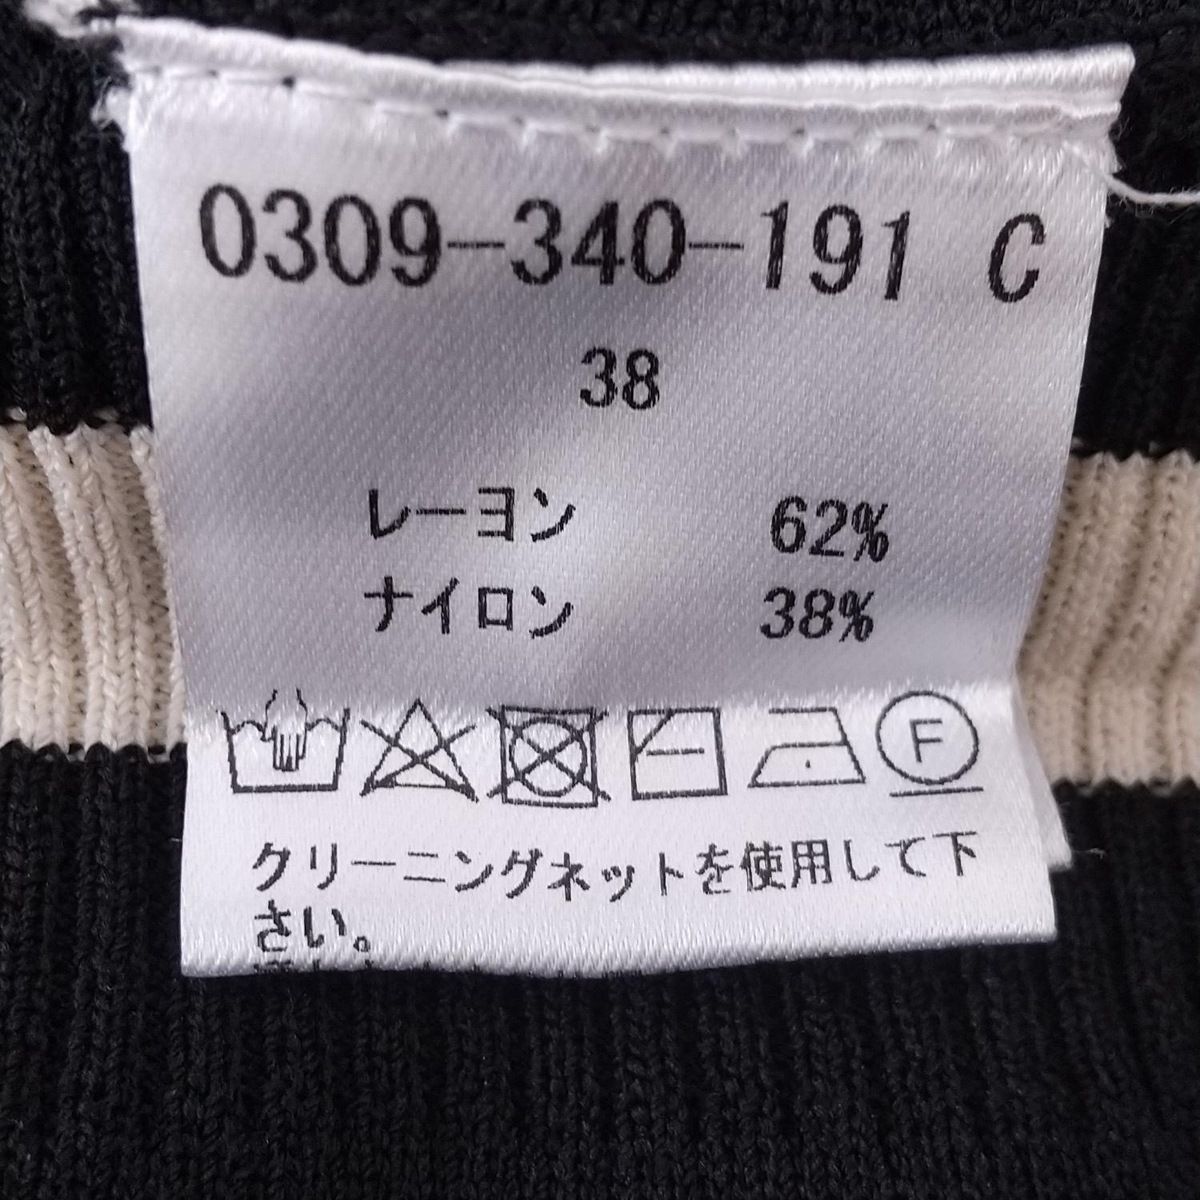 0309-340-191 C
38
レーヨン 62%
ナイロン 38%
F
クリーニングネットを使用して下
さい。